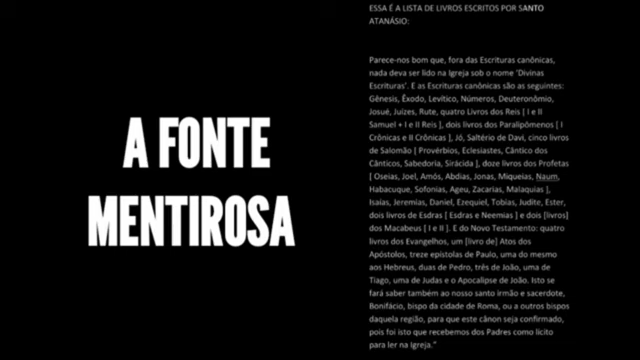 A FONTE
MENTIROSA
ESSA É A LISTA DE LIVROS ESCRITOS POR SANTO
ATANÁSIO:
Parece-nos bom que, fora das Escrituras canônicas,
nada deva ser lido na Igreja sob o nome 'Divinas
Escrituras'. E as Escrituras canônicas são as seguintes:
Gênesis, Êxodo, Levítico, Números, Deuteronômio,
Josué, Juízes, Rute, quatro Livros dos Reis [ I e II
Samuel + I e II Reis ], dois livros dos Paralipômenos [ I
Crônicas e II Crônicas ], Jó, Saltério de Davi, cinco livros
de Salomão [ Provérbios, Eclesiastes, Cântico dos
Cânticos, Sabedoria, Sirácida ], doze livros dos Profetas
[ Oseias, Joel, Amós, Abdias, Jonas, Miqueias, Naum,
Habacuque, Sofonias, Ageu, Zacarias, Malaquias ],
Isaías, Jeremias, Daniel, Ezequiel, Tobias, Judite, Ester,
dois livros de Esdras [ Esdras e Neemias ] e dois [livros]
dos Macabeus [ I e II ]. E do Novo Testamento: quatro
livros dos Evangelhos, um [livro de] Atos dos
Apóstolos, treze epístolas de Paulo, uma do mesmo
aos Hebreus, duas de Pedro, três de João, uma de
Tiago, uma de Judas e o Apocalipse de João. Isto se
fará saber também ao nosso santo irmão e sacerdote,
Bonifácio, bispo da cidade de Roma, ou a outros bispos
daquela região, para que este cânon seja confirmado,
pois foi isto que recebemos dos Padres como lícito
para ler na Igreja."